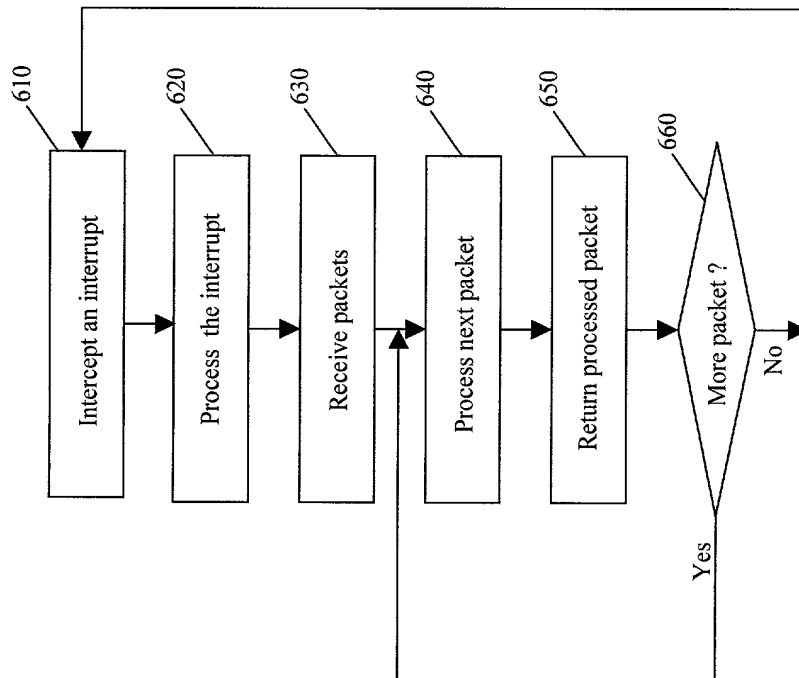 610
Intercept an interrupt
620
Process the interrupt
630
Receive packets
640
Process next packet
650
Return processed packet
660
More packet ?
Yes
No